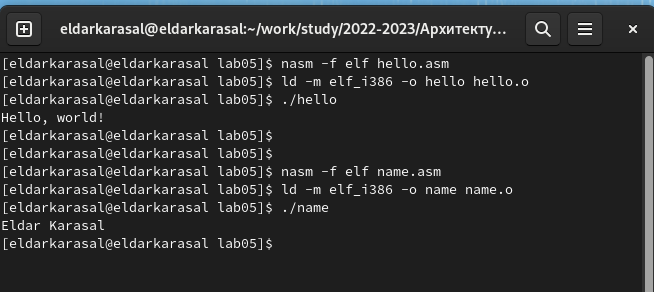 eldarkarasal@eldarkarasal:~/work/study/2022-2023/Архитекту...
[eldarkarasal@eldarkarasal lab05]$ nasm -f elf hello.asm
[eldarkarasal@eldarkarasal lab05]$ ld -m elf_i386 -o hello hello.o
[eldarkarasal@eldarkarasal lab05]$ ./hello
Hello, world!
[eldarkarasal@eldarkarasal lab05]$
[eldarkarasal@eldarkarasal lab05]$
[eldarkarasal@eldarkarasal lab05]$ nasm -f elf name.asm
[eldarkarasal@eldarkarasal lab05]$ ld -m elf_i386 -o name name.o
[eldarkarasal@eldarkarasal lab05]$ ./name
Eldar Karasal
[eldarkarasal@eldarkarasal lab05]$